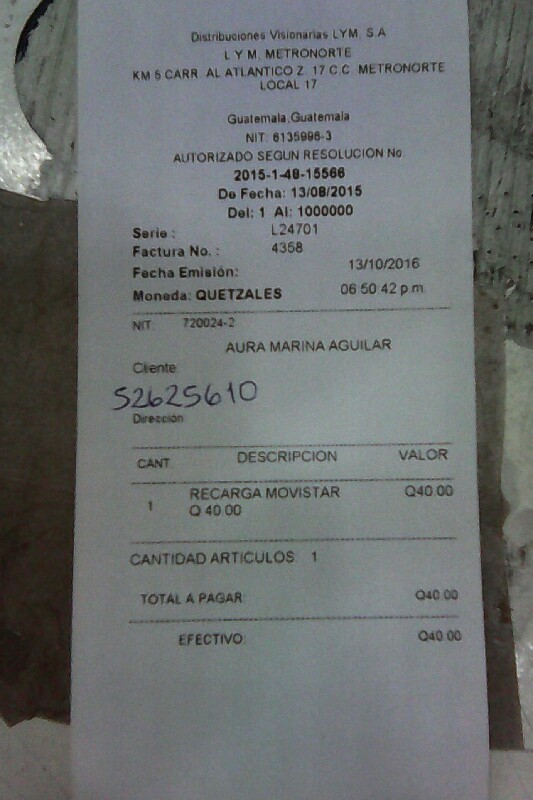 Distribuciones Visionarias LYM, S.A
L Y M, METRONORTE
KM 5 CARR. AL ATLANTICO Z. 17 C.C. METRONORTE
LOCAL 17
Guatemala,Guatemala
NIT: 6135996-3
AUTORIZADO SEGUN RESOLUCION No
2015-1-48-15566
De Fecha: 13/08/2015
Del: 1 Al: 1000000
Serie : L24701
Factura No. : 4358
Fecha Emisión: 13/10/2016
Moneda: QUETZALES 06:50:42 p.m
NIT 720024-2
AURA MARINA AGUILAR
Cliente
52625610
Dirección
CANT DESCRIPCION VALOR
1 RECARGA MOVISTAR Q40.00
Q 40.00
CANTIDAD ARTICULOS 1
TOTAL A PAGAR Q40.00
EFECTIVO: Q40.00